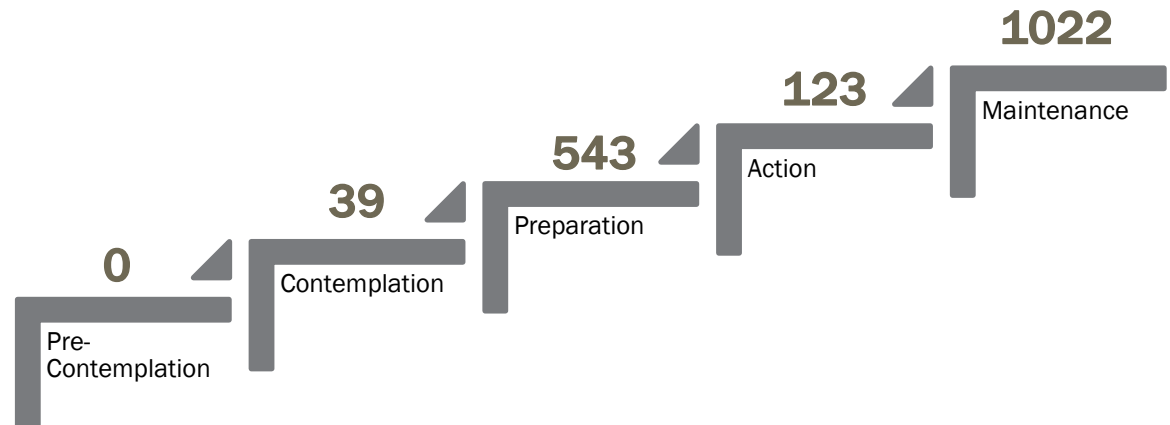 1022
123
Maintenance
543
Action
39
Preparation
0
Contemplation
Pre-
Contemplation